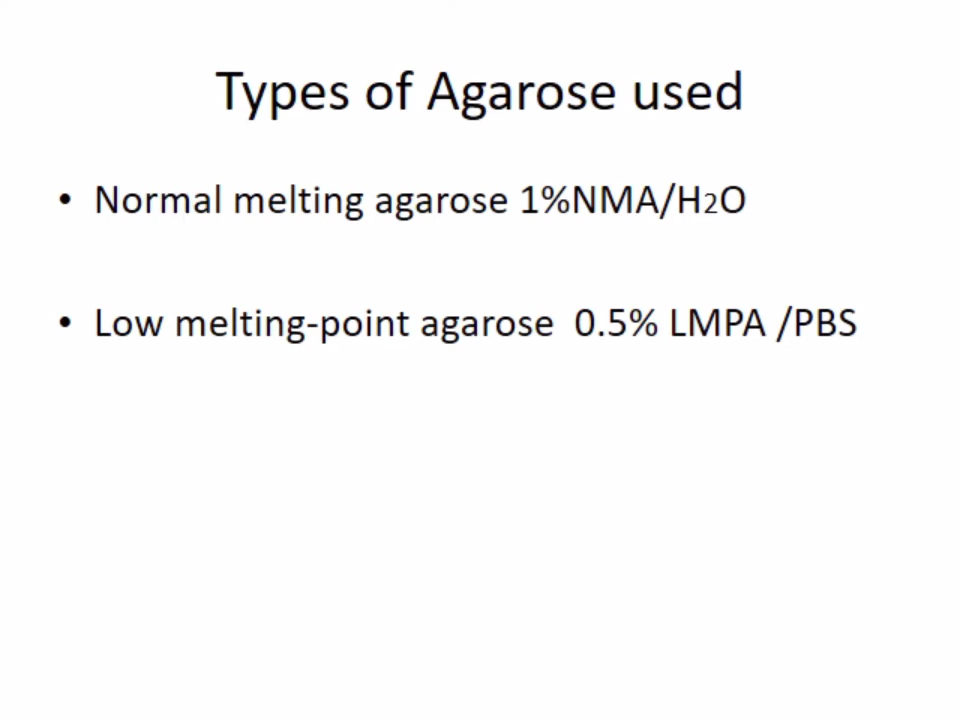 Types of Agarose used
• Normal melting agarose 1%NMA/H2O
• Low melting-point agarose  0.5% LMPA /PBS